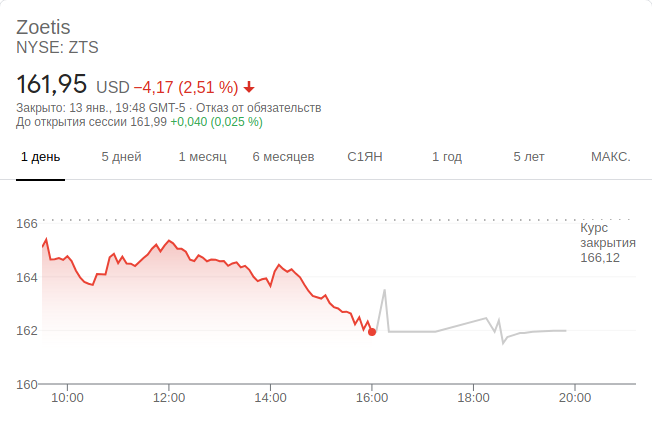 Zoetis
NYSE: ZTS
161,95 USD −4,17 (2,51 %)
Закрыто: 13 янв., 19:48 GMT-5 · Отказ от обязательств
До открытия сессии 161,99 +0,040 (0,025 %)
1 день 5 дней 1 месяц 6 месяцев С1ЯН 1 год 5 лет МАКС.
166
Курс
закрытия
166,12
164
162
160
10:00 12:00 14:00 16:00 18:00 20:00